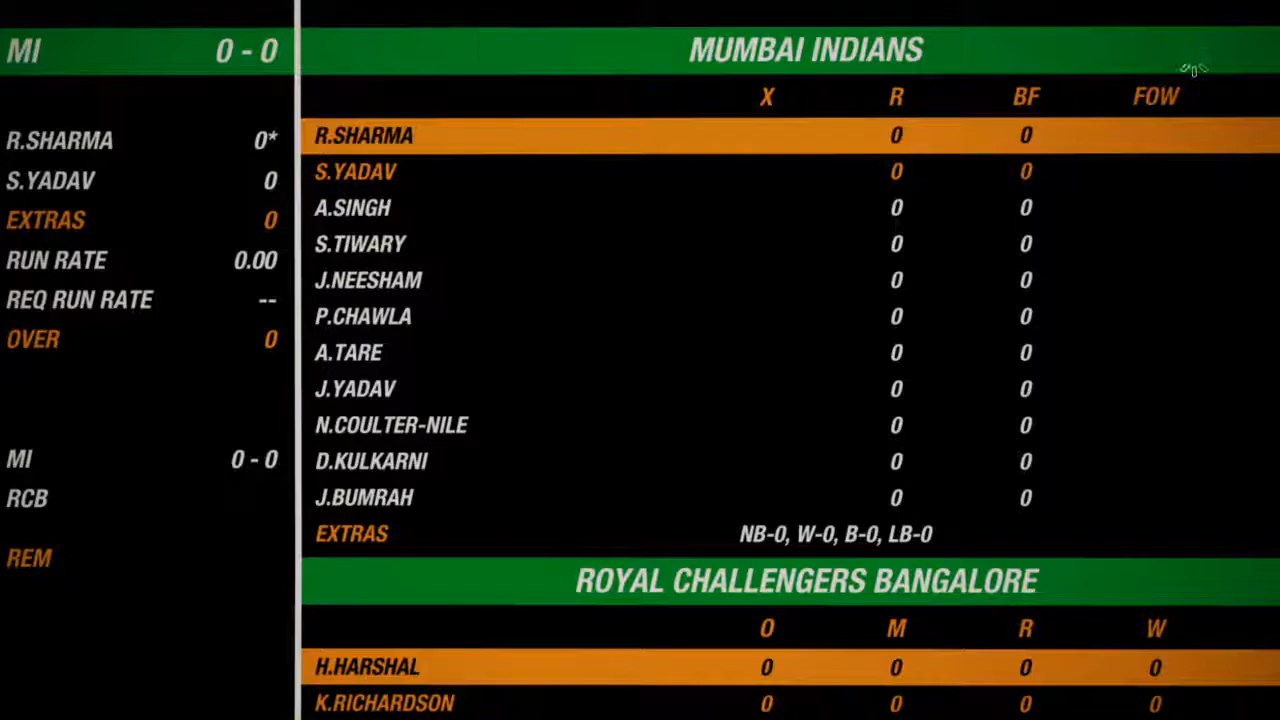 MI 0 - 0
R.SHARMA 0*
S.YADAV 0
EXTRAS 0
RUN RATE 0.00
REQ RUN RATE --
OVER 0
MI 0 - 0
RCB
REM
MUMBAI INDIANS
X R BF FOW
R.SHARMA 0 0
S.YADAV 0 0
A.SINGH 0 0
S.TIWARY 0 0
J.NEESHAM 0 0
P.CHAWLA 0 0
A.TARE 0 0
J.YADAV 0 0
N.COULTER-NILE 0 0
D.KULKARNI 0 0
J.BUMRAH 0 0
EXTRAS NB-0, W-0, B-0, LB-0
ROYAL CHALLENGERS BANGALORE
O M R W
H.HARSHAL 0 0 0 0
K.RICHARDSON 0 0 0 0